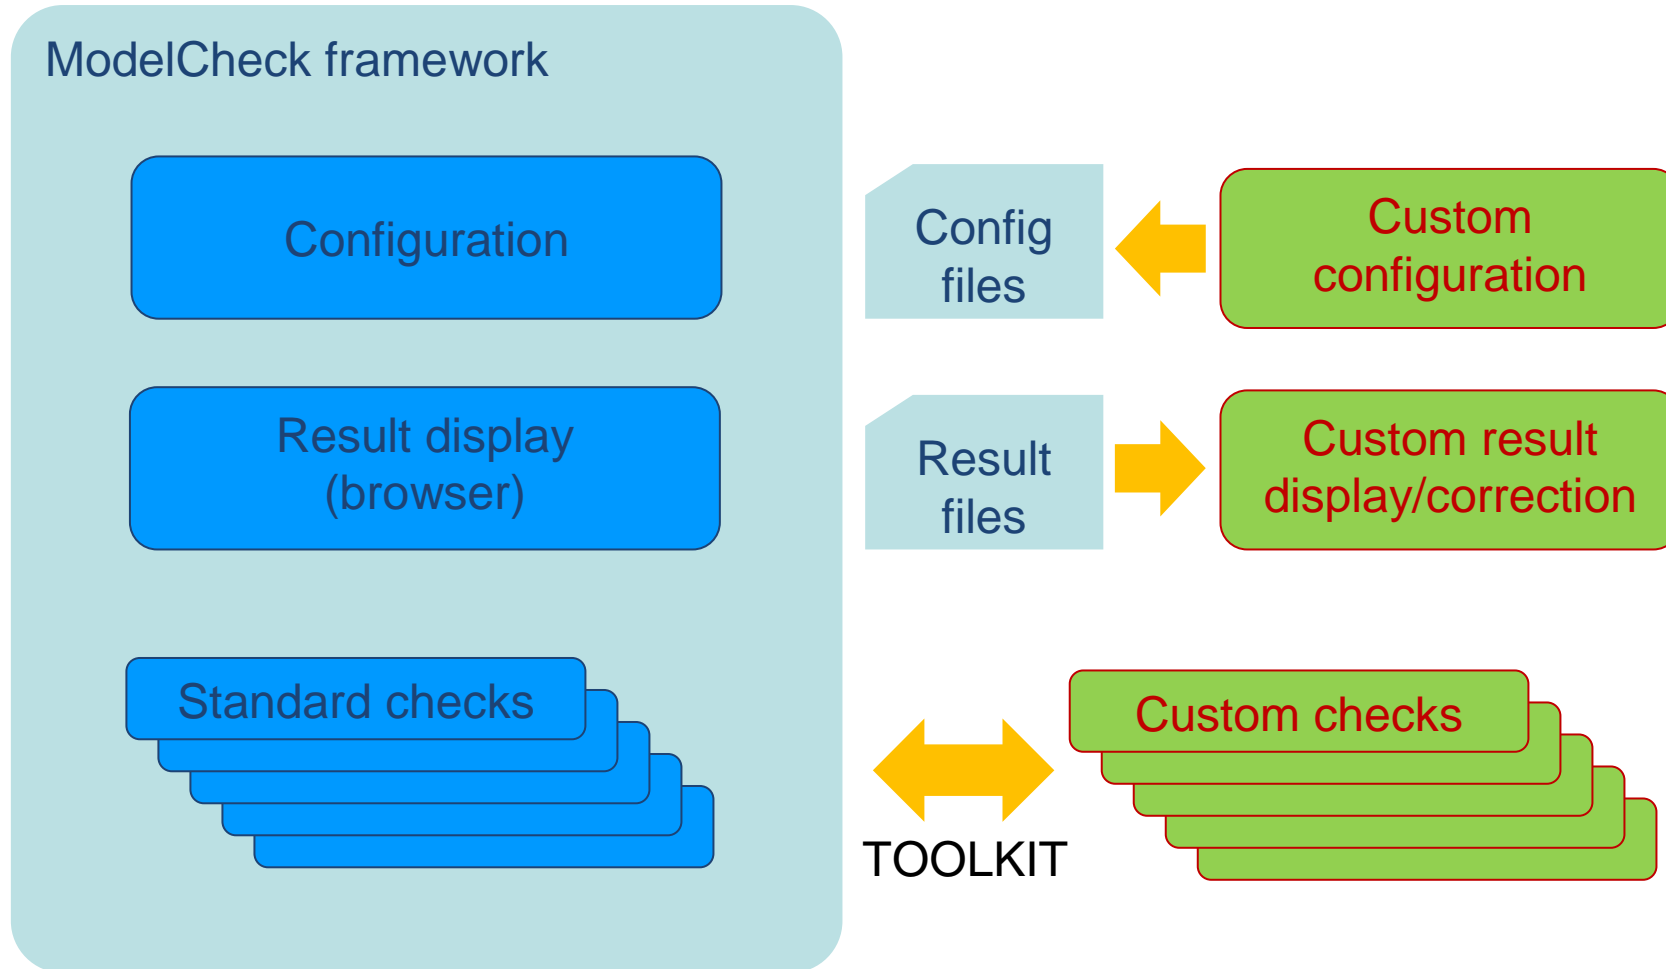 ModelCheck framework
Configuration
Config
files
Custom
configuration
Result display
(browser)
Result
files
Custom result
display/correction
Standard checks
TOOLKIT
Custom checks